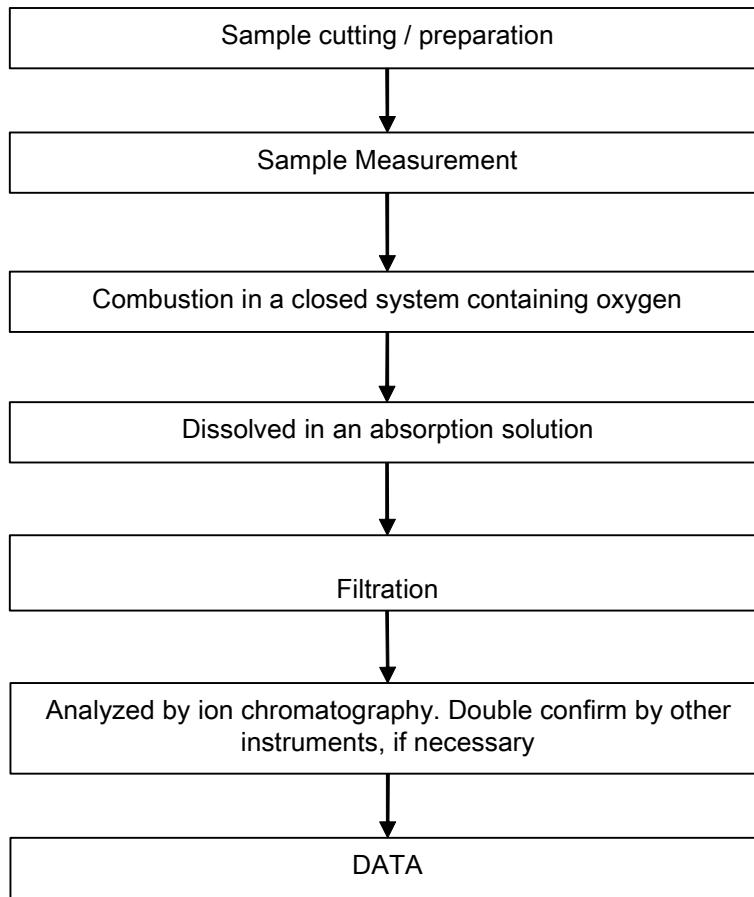 Sample cutting / preparation
Sample Measurement
Combustion in a closed system containing oxygen
Dissolved in an absorption solution
Filtration
Analyzed by ion chromatography. Double confirm by other
instruments, if necessary
DATA